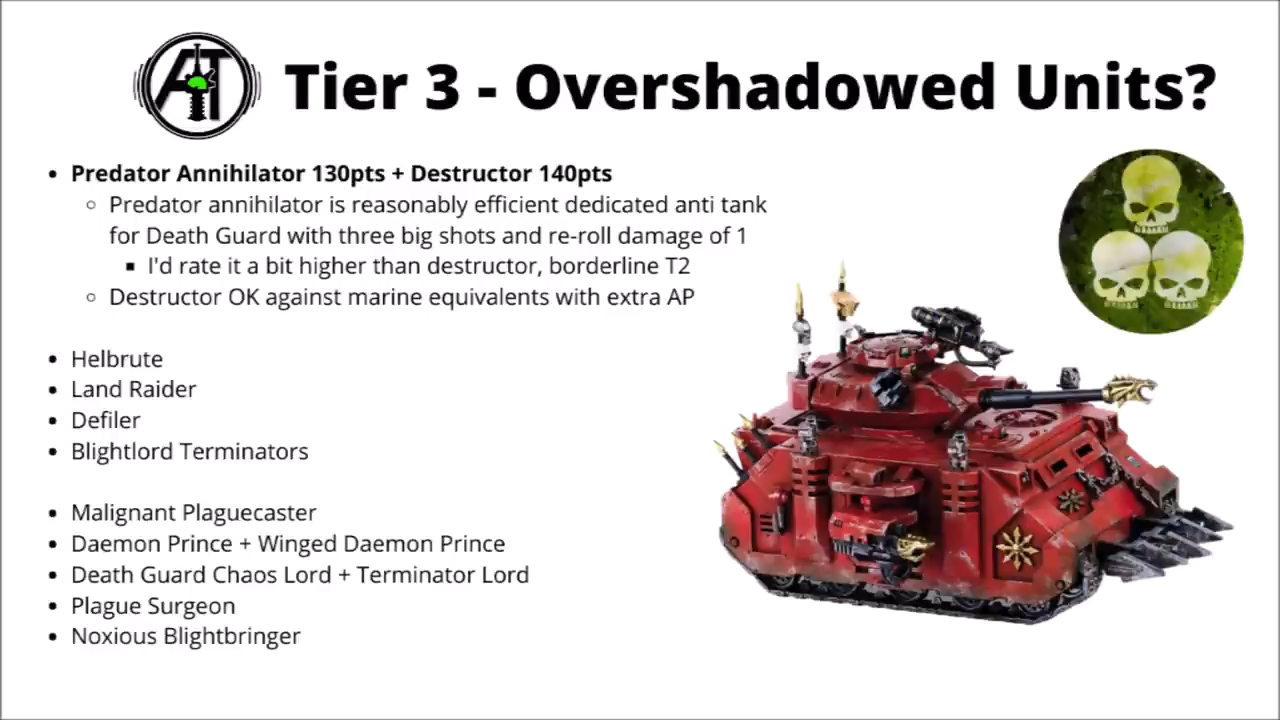 AT
Tier 3 - Overshadowed Units?
• Predator Annihilator 130pts + Destructor 140pts
○ Predator annihilator is reasonably efficient dedicated anti tank
for Death Guard with three big shots and re-roll damage of 1
▪ I'd rate it a bit higher than destructor, borderline T2
○ Destructor OK against marine equivalents with extra AP
• Helbrute
• Land Raider
• Defiler
• Blightlord Terminators
• Malignant Plaguecaster
• Daemon Prince + Winged Daemon Prince
• Death Guard Chaos Lord + Terminator Lord
• Plague Surgeon
• Noxious Blightbringer